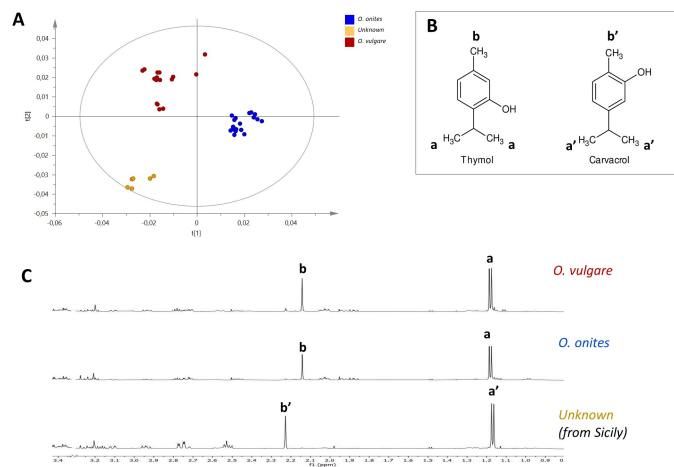 A
O. onites
Unknown
O. vulgare
0,05
0,04
0,03
0,02
0,01
0
-0,01
-0,02
-0,03
-0,04
-0,05
t[2]
-0,06
-0,04
-0,02
0
0,02
0,04
t[1]
B
b
CH₃
OH
H₃C
CH₃
a
a
Thymol
b’
CH₃
OH
H₃C
CH₃
a’
a’
Carvacrol
C
b
a
O. vulgare
b
a
O. onites
b’
a’
Unknown
(from Sicily)
3.4 3.2 3.1 3.0 2.9 2.8 2.7 2.6 2.5 2.4 2.3 2.2 2.1 2.0 1.9 1.8 1.7 1.6 1.5 1.4 1.3 1.2 1.1 1.0 0.9
f1 (ppm)